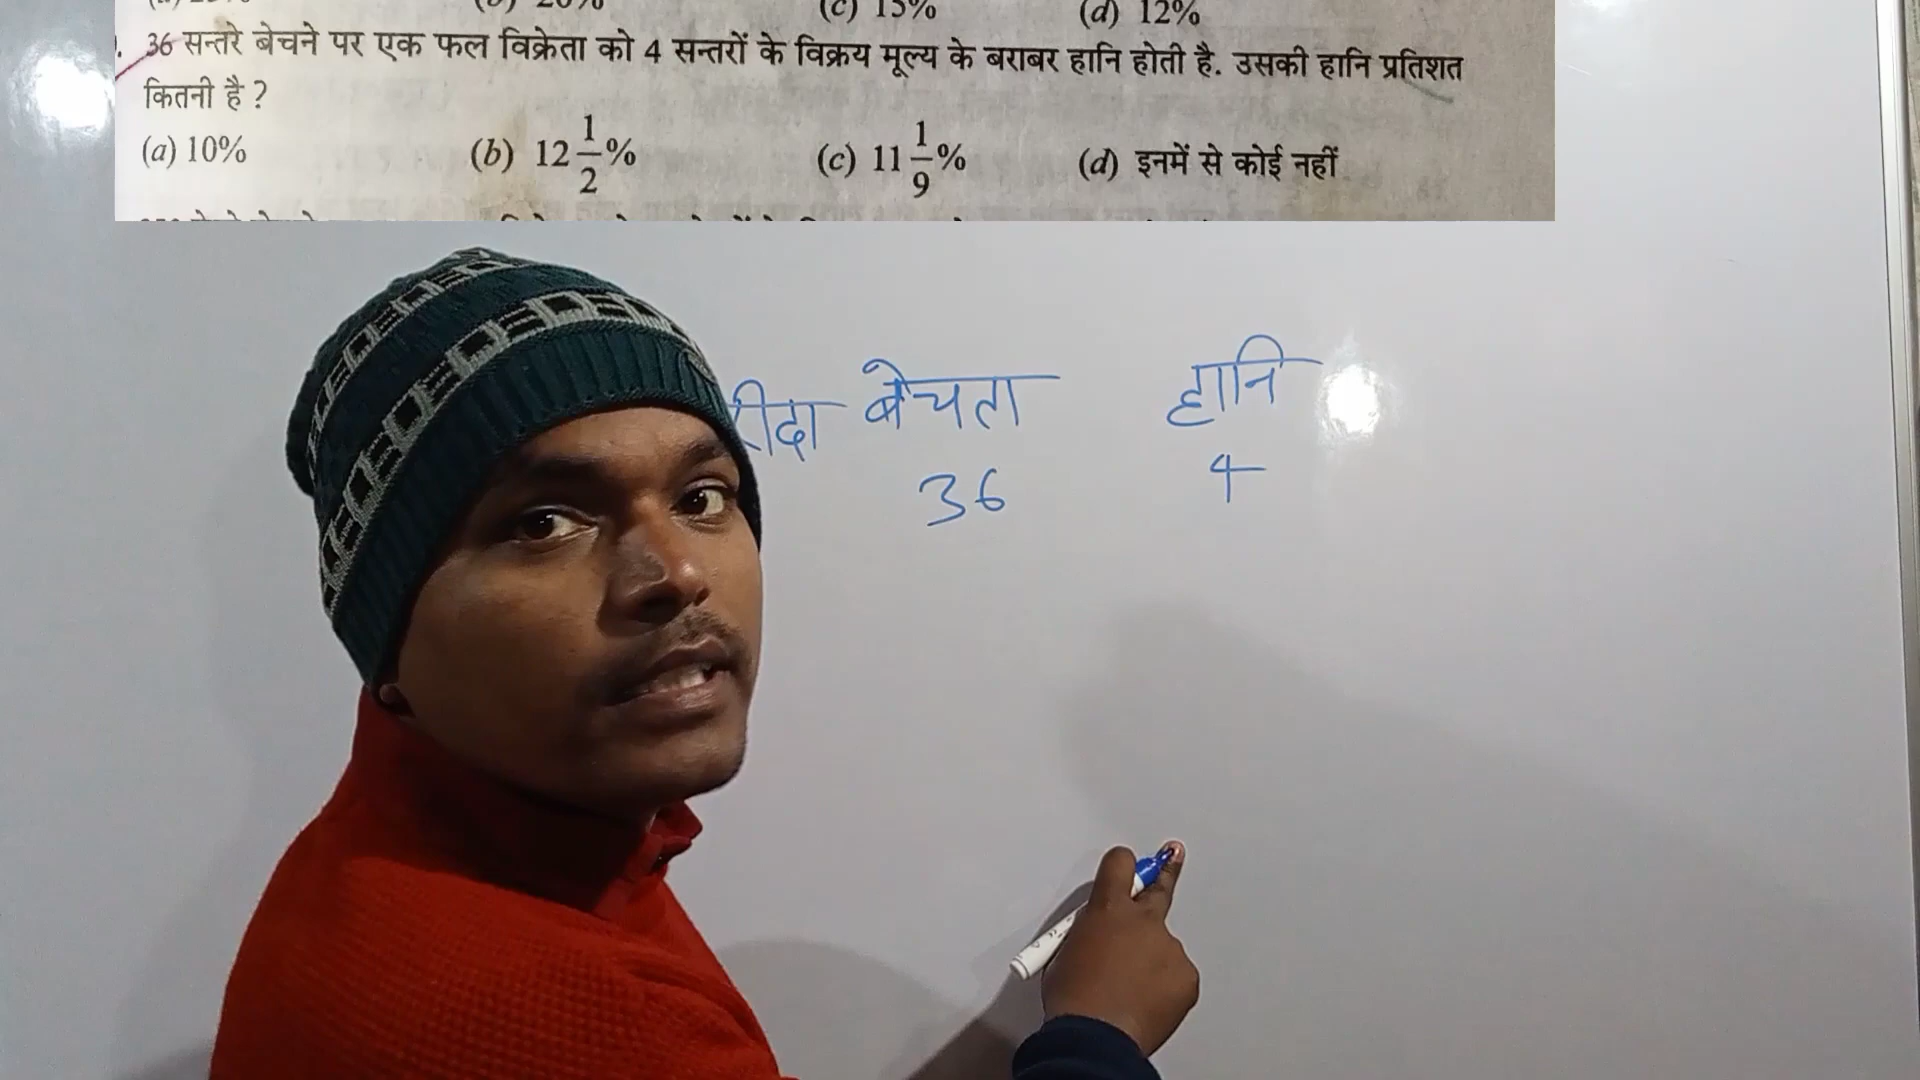 (c) 15% (d) 12%
36 सन्तरे बेचने पर एक फल विक्रेता को 4 सन्तरों के विक्रय मूल्य के बराबर हानि होती है. उसकी हानि प्रतिशत
कितनी है ?
(a) 10% (b) 12 1/2% (c) 11 1/9% (d) इनमें से कोई नहीं
बेचता हानि
36 4